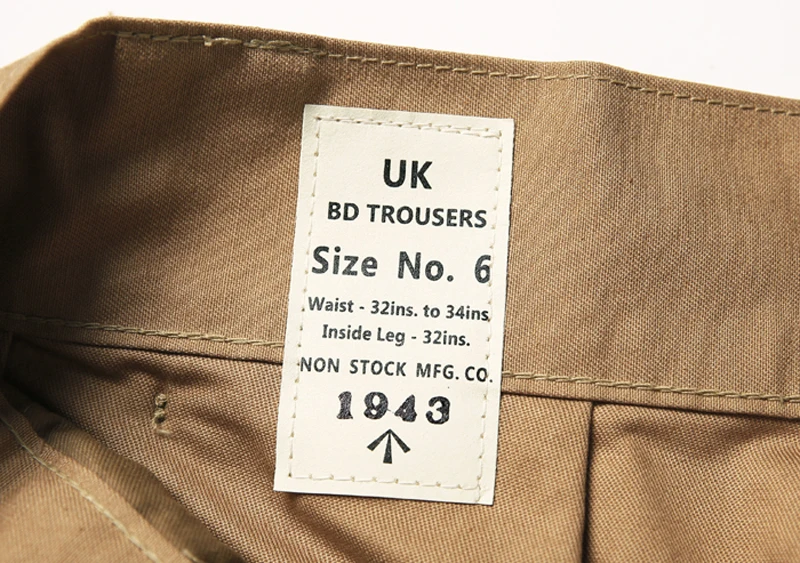 UK
BD TROUSERS
Size No. 6
Waist - 32ins. to 34ins
Inside Leg - 32ins.
NON STOCK MFG. CO.
1943